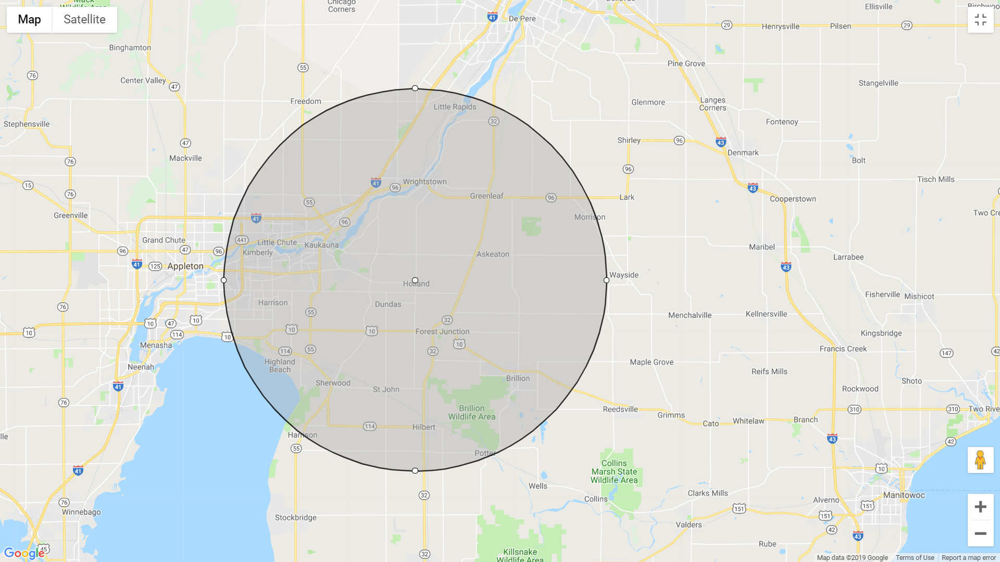 Mack
Wildlife Area
Chicago
Corners
Bellevue
Ellisville
Birchwoo
Map
Satellite
41
De Pere
29
Henrysville
Pilsen
29
Binghamton
55
76
Pine Grove
Center Valley
47
Stangelville
Freedom
Glenmore
Langes
Corners
Little Rapids
Stephensville
32
Fontenoy
47
Shirley
96
43
Denmark
Mackville
76
Bolt
96
15
41
96
Wrightstown
Tisch Mills
43
76
55
Greenleaf
96
Lark
Cooperstown
Greenville
41
96
Morrison
Two Cre
Grand Chute
441
Little Chute
Kaukauna
Maribel
96
47
96
Kimberly
Askeaton
Larrabee
41
125
Appleton
43
Wayside
Holland
Harrison
Dundas
Fisherville
Mishicot
76
55
32
Menchalville
Kellnersville
10
47
10
10
10
Forest Junction
10
114
10
Kingsbridge
Menasha
114
55
32
10
Francis Creek
147
42
Highland
Beach
Maple Grove
Neenah
Reifs Mills
41
Sherwood
St John
Brillion
Shoto
Rockwood
76
Brillion
Wildlife Area
Reedsville
Grimms
310
310
Two Rive
114
Hilbert
Cato
Whitelaw
Branch
lle
Harrison
43
42
55
Potter
Collins
Marsh State
Wildlife Area
41
10
Wells
Clarks Mills
Manitowoc
76
32
Collins
Alverno
151
Winnebago
151
151
Stockbridge
Valders
42
43
45
32
Killsnake
Wildlife Area
Rube
Google
Map data ©2019 Google
Terms of Use
Report a map error